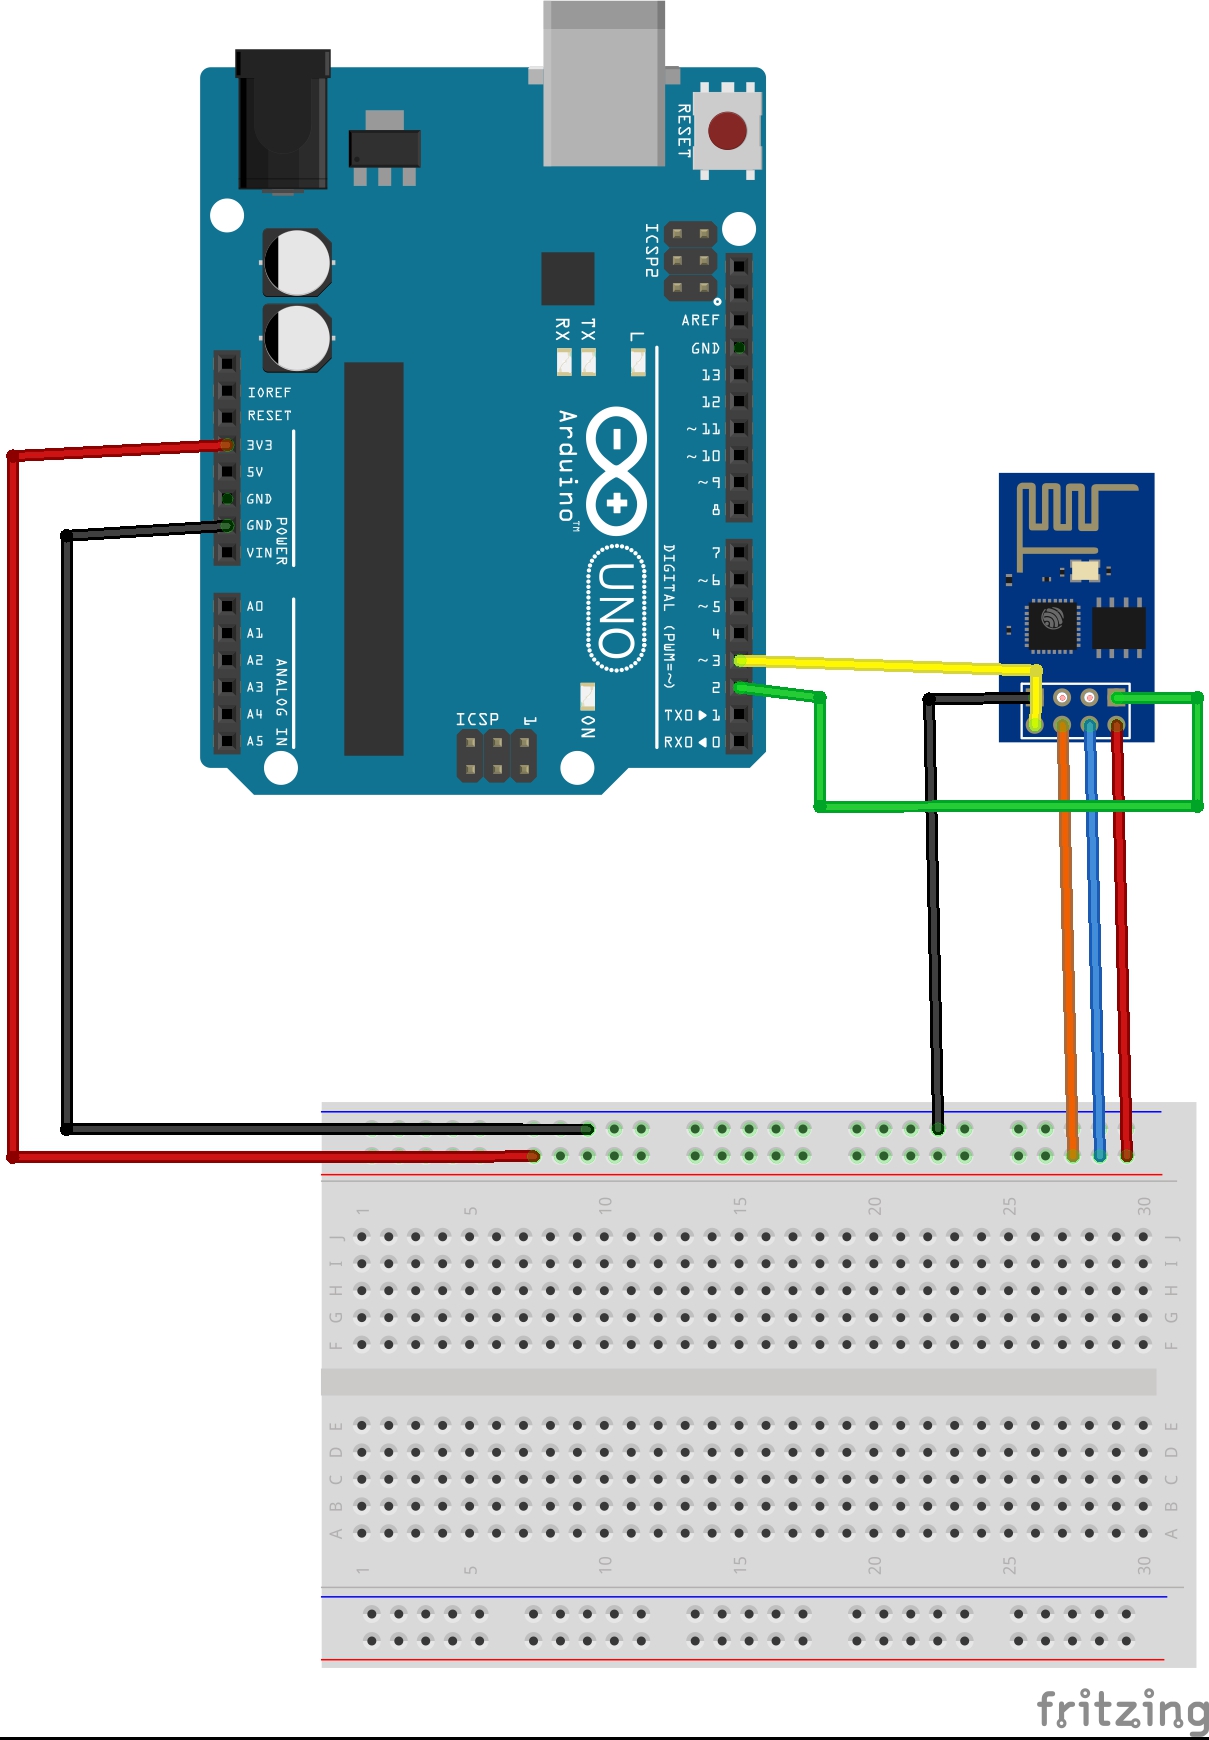 RESET
ICSP2
AREF
GND
13
12
~11
~10
~9
8
RX
TX
L
IOREF
RESET
3V3
5V
GND
GND
VIN
POWER
Arduino™
UNO
DIGITAL (PWM=~)
7
~6
~5
4
~3
2
TX0▶1
RX0◀0
A0
A1
A2
A3
A4
A5
ANALOG IN
ICSP
1
ON
1 5 10 15 20 25 30
J J
I I
H H
G G
F F
E E
D D
C C
B B
A A
1 5 10 15 20 25 30
fritzing